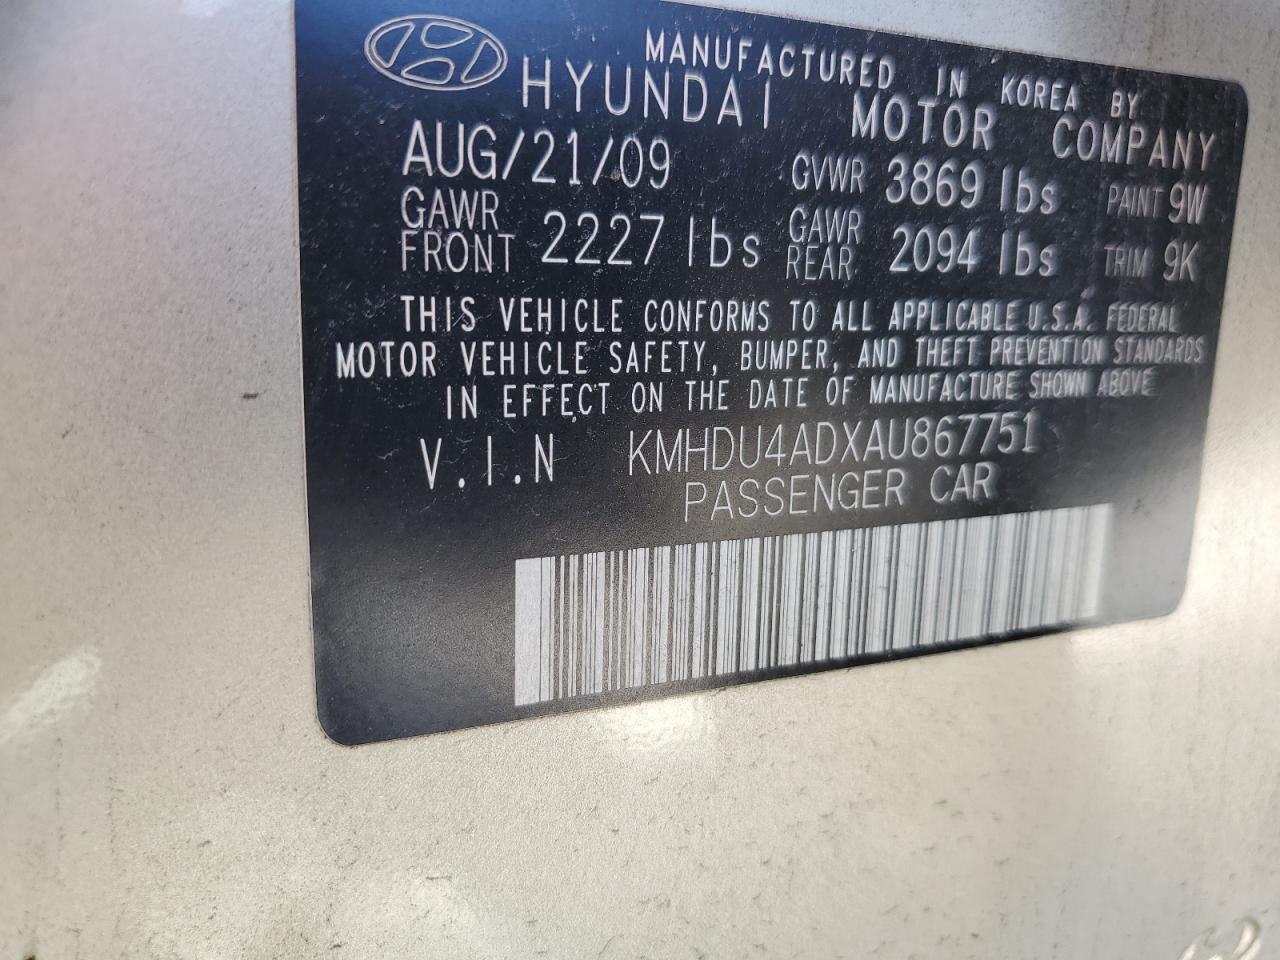 MANUFACTURED IN KOREA BY
HYUNDAI MOTOR COMPANY
AUG/21/09 GVWR 3869 lbs PAINT 9W
GAWR FRONT 2227 lbs GAWR REAR 2094 lbs TRIM 9K
THIS VEHICLE CONFORMS TO ALL APPLICABLE U.S.A. FEDERAL
MOTOR VEHICLE SAFETY, BUMPER, AND THEFT PREVENTION STANDARDS
IN EFFECT ON THE DATE OF MANUFACTURE SHOWN ABOVE
V.I.N KMHDU4ADXAU867751
PASSENGER CAR